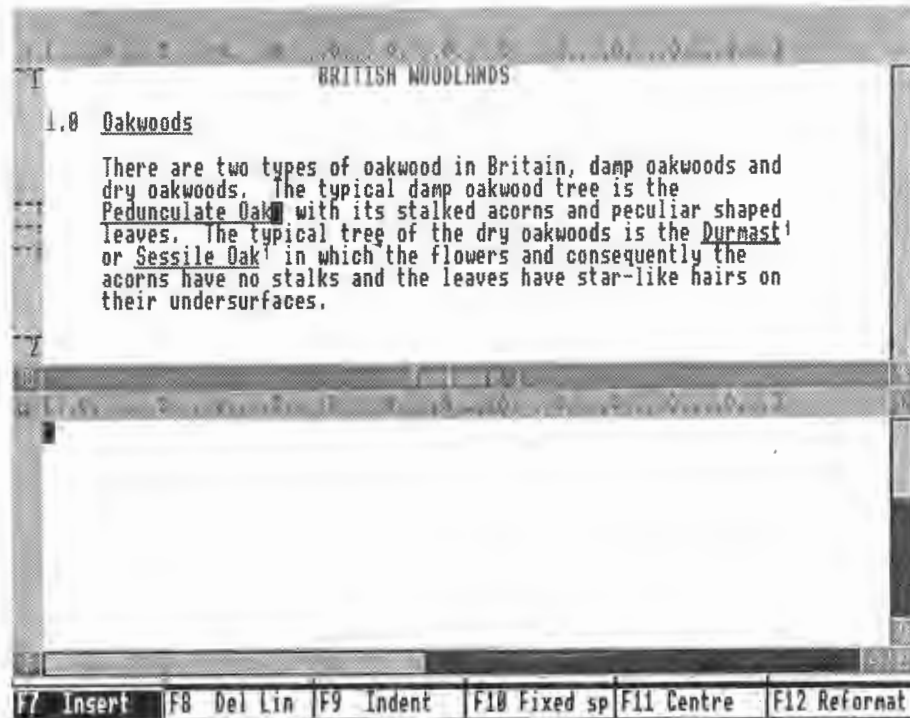 1
BRITISH WOODLANDS
1.0 Oakwoods
There are two types of oakwood in Britain, damp oakwoods and
dry oakwoods. The typical damp oakwood tree is the
Pedunculate Oak with its stalked acorns and peculiar shaped
leaves. The typical tree of the dry oakwoods is the Durmast¹
or Sessile Oak¹ in which the flowers and consequently the
acorns have no stalks and the leaves have star-like hairs on
their undersurfaces.
2
F7 Insert F8 Del Lin F9 Indent F10 Fixed sp F11 Centre F12 Reformat